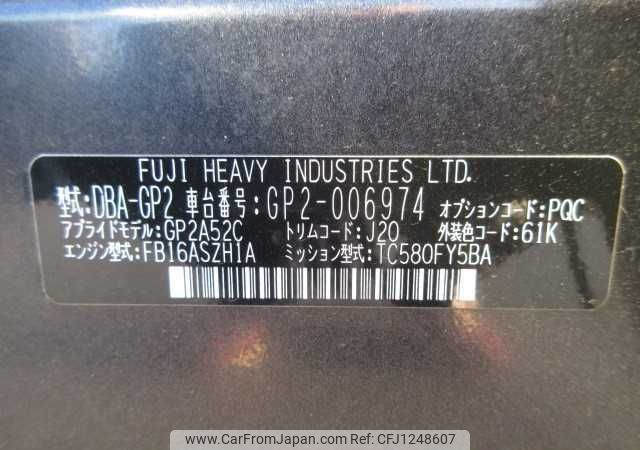 FUJI HEAVY INDUSTRIES LTD.
型式:DBA-GP2 車台番号:GP2-006974 オプションコード:PQC
アプライドモデル:GP2A52C トリムコード:J20 外装色コード:61K
エンジン型式:FB16ASZH1A ミッション型式:TC580FY5BA
www.CarFromJapan.com - CFJ1248607